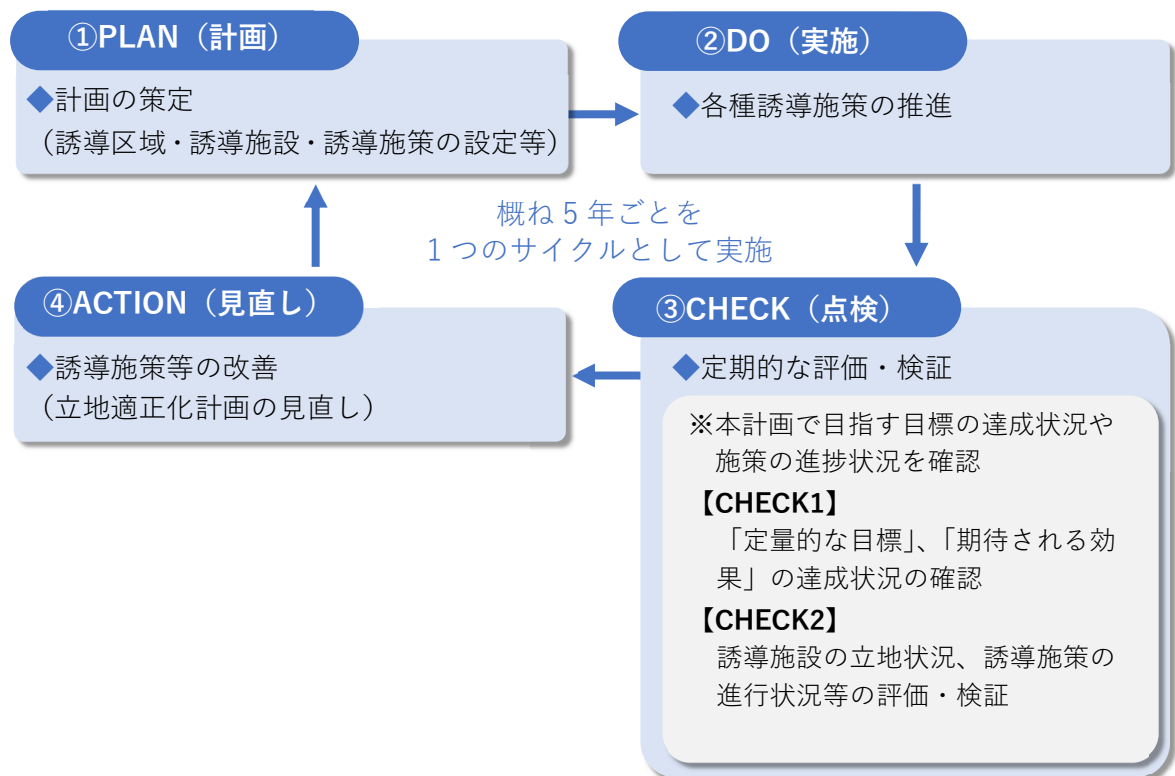 ①PLAN（計画）
◆計画の策定
（誘導区域・誘導施設・誘導施策の設定等）
②DO（実施）
◆各種誘導施策の推進
概ね５年ごとを
１つのサイクルとして実施
③CHECK（点検）
◆定期的な評価・検証
※本計画で目指す目標の達成状況や
施策の進捗状況を確認
【CHECK1】
「定量的な目標」、「期待される効
果」の達成状況の確認
【CHECK2】
誘導施設の立地状況、誘導施策の
進行状況等の評価・検証
④ACTION（見直し）
◆誘導施策等の改善
（立地適正化計画の見直し）